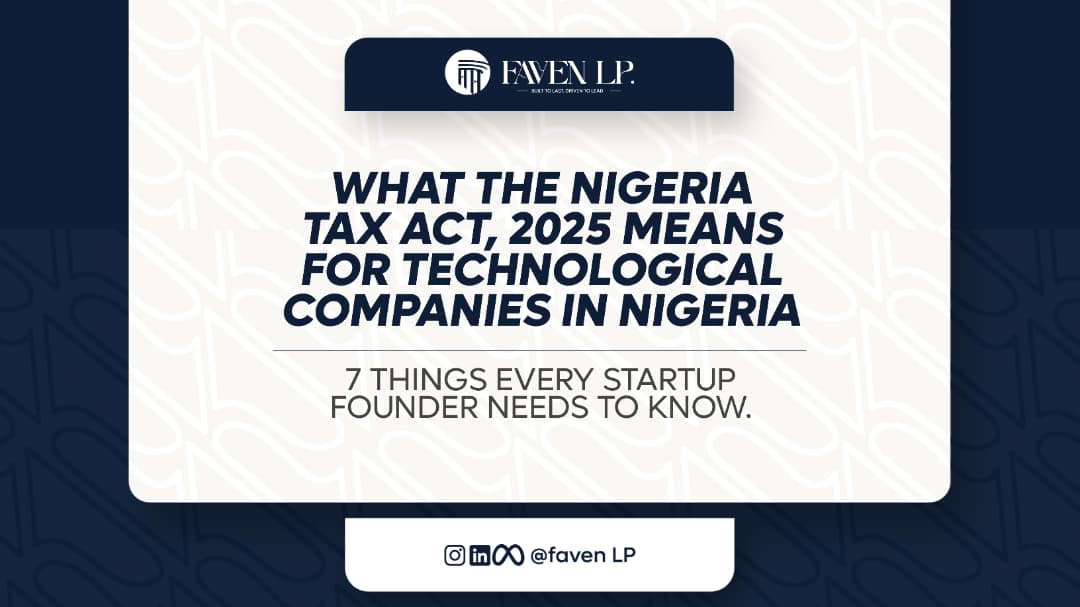 FAVEN LP.
BUILT TO LAST, DRIVEN TO LEAD
WHAT THE NIGERIA
TAX ACT, 2025 MEANS
FOR TECHNOLOGICAL
COMPANIES IN NIGERIA
7 THINGS EVERY STARTUP
FOUNDER NEEDS TO KNOW.
@faven LP